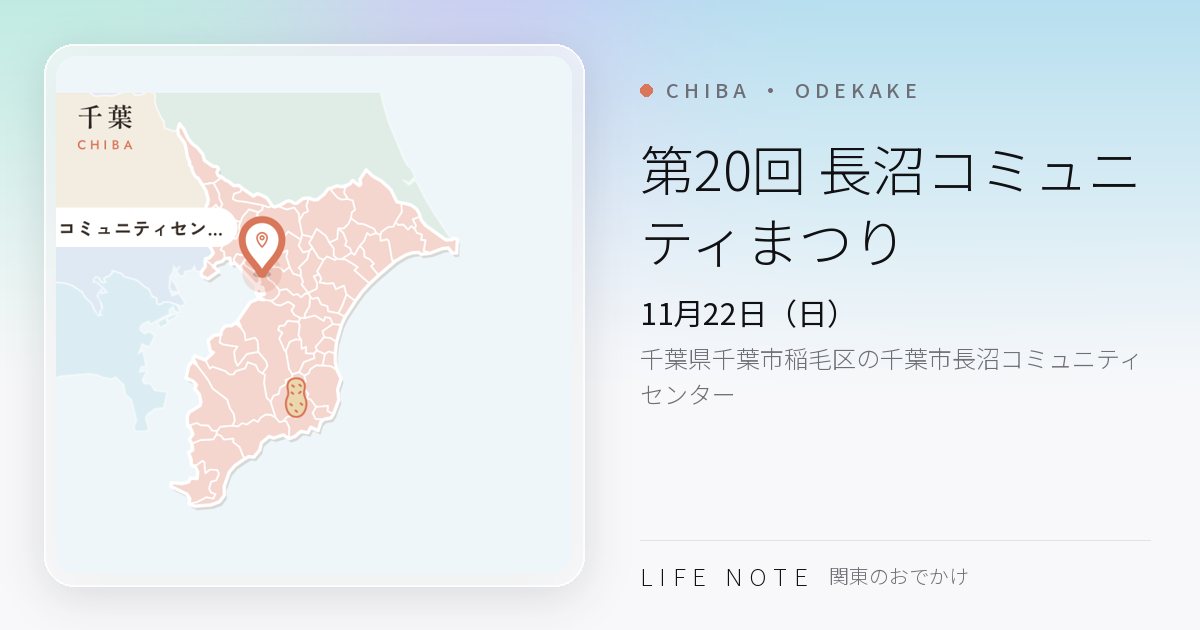 千葉
CHIBA
コミュニティセン...
CHIBA • ODEKAKE
第20回 長沼コミュニ
ティまつり
11月22日（日）
千葉県千葉市稲毛区の千葉市長沼コミュニティ
センター
LIFE NOTE 関東のおでかけ